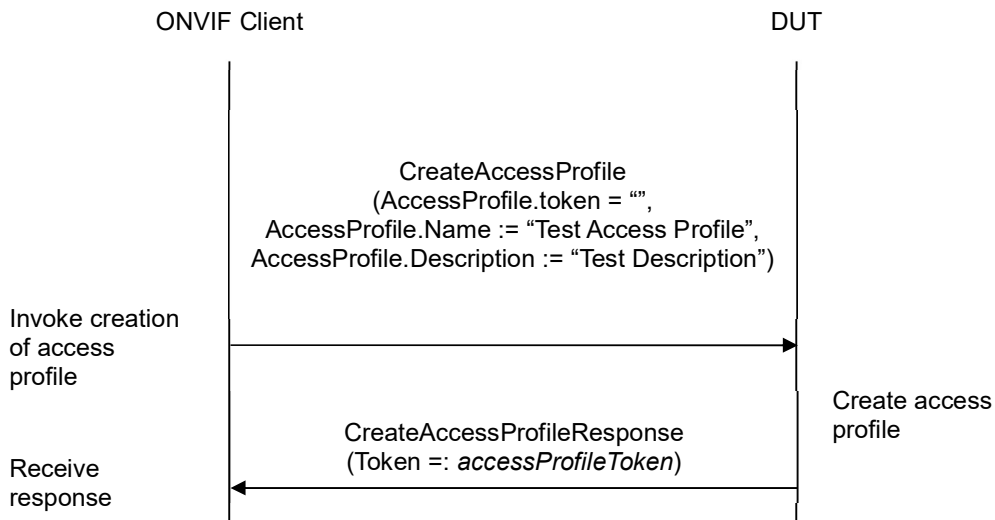 ONVIF Client
DUT
CreateAccessProfile
(AccessProfile.token = “”,
AccessProfile.Name := “Test Access Profile”,
AccessProfile.Description := “Test Description”)
Invoke creation
of access
profile
Create access
profile
CreateAccessProfileResponse
(Token =: accessProfileToken)
Receive
response